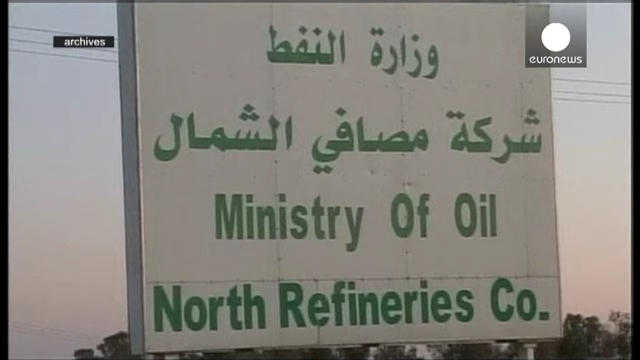 archives
euronews
وزارة النفط
شركة مصافي الشمال
Ministry Of Oil
North Refineries Co.